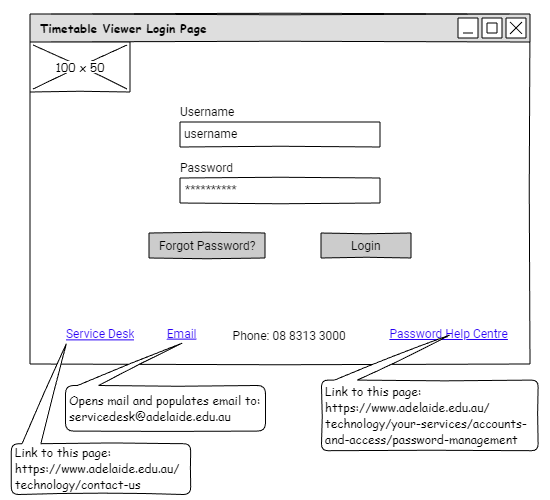 Timetable Viewer Login Page
100 x 50
Username
username
Password
**********
Forgot Password?
Login
Service Desk
Email
Phone: 08 8313 3000
Password Help Centre
Opens mail and populates email to:
servicedesk@adelaide.edu.au
Link to this page:
https://www.adelaide.edu.au/
technology/your-services/accounts-
and-access/password-management
Link to this page:
https://www.adelaide.edu.au/
technology/contact-us